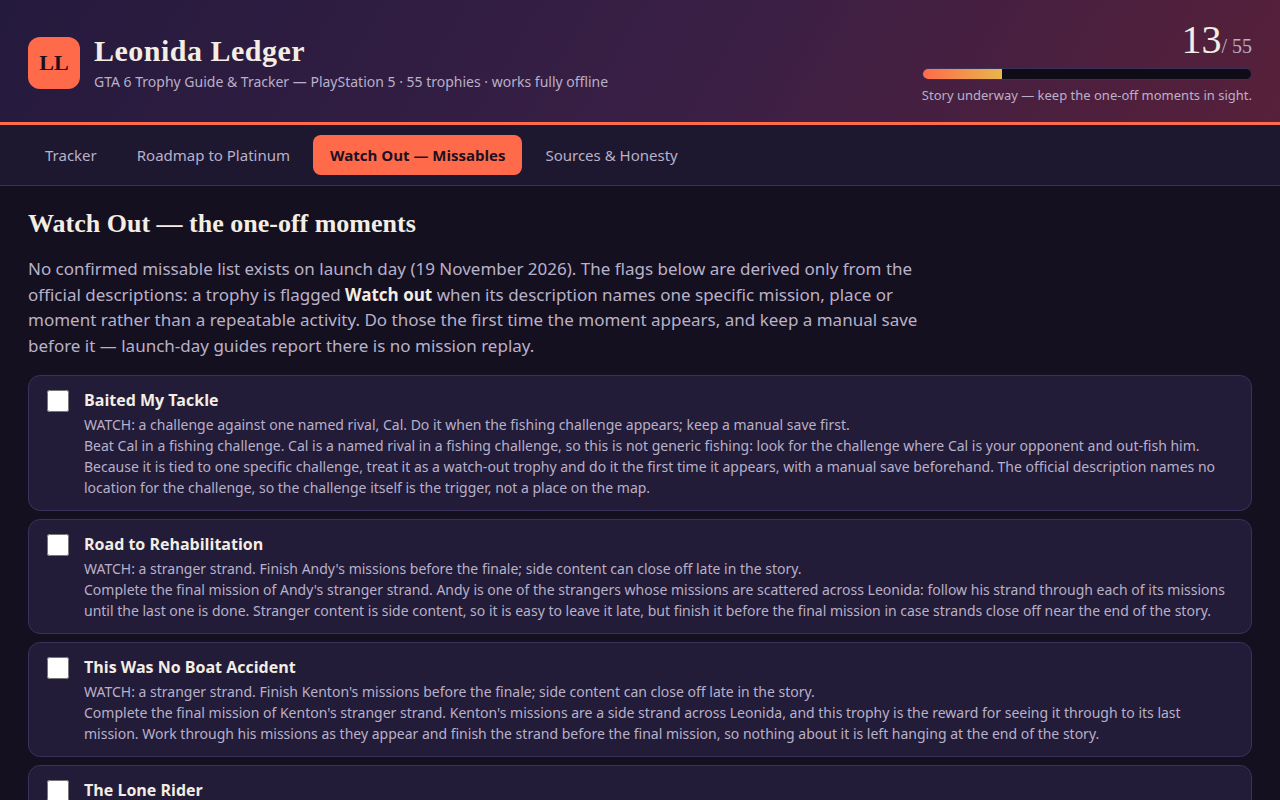 LL
Leonida Ledger
GTA 6 Trophy Guide & Tracker — PlayStation 5 · 55 trophies · works fully offline
13 / 55
Story underway — keep the one-off moments in sight.
Tracker
Roadmap to Platinum
Watch Out — Missables
Sources & Honesty
Watch Out — the one-off moments
No confirmed missable list exists on launch day (19 November 2026). The flags below are derived only from the
official descriptions: a trophy is flagged Watch out when its description names one specific mission, place or
moment rather than a repeatable activity. Do those the first time the moment appears, and keep a manual save
before it — launch-day guides report there is no mission replay.
Baited My Tackle
WATCH: a challenge against one named rival, Cal. Do it when the fishing challenge appears; keep a manual save first.
Beat Cal in a fishing challenge. Cal is a named rival in a fishing challenge, so this is not generic fishing: look for the challenge where Cal is your opponent and out-fish him.
Because it is tied to one specific challenge, treat it as a watch-out trophy and do it the first time it appears, with a manual save beforehand. The official description names no
location for the challenge, so the challenge itself is the trigger, not a place on the map.
Road to Rehabilitation
WATCH: a stranger strand. Finish Andy's missions before the finale; side content can close off late in the story.
Complete the final mission of Andy's stranger strand. Andy is one of the strangers whose missions are scattered across Leonida: follow his strand through each of its missions
until the last one is done. Stranger content is side content, so it is easy to leave it late, but finish it before the final mission in case strands close off near the end of the story.
This Was No Boat Accident
WATCH: a stranger strand. Finish Kenton's missions before the finale; side content can close off late in the story.
Complete the final mission of Kenton's stranger strand. Kenton's missions are a side strand across Leonida, and this trophy is the reward for seeing it through to its last
mission. Work through his missions as they appear and finish the strand before the final mission, so nothing about it is left hanging at the end of the story.
The Lone Rider